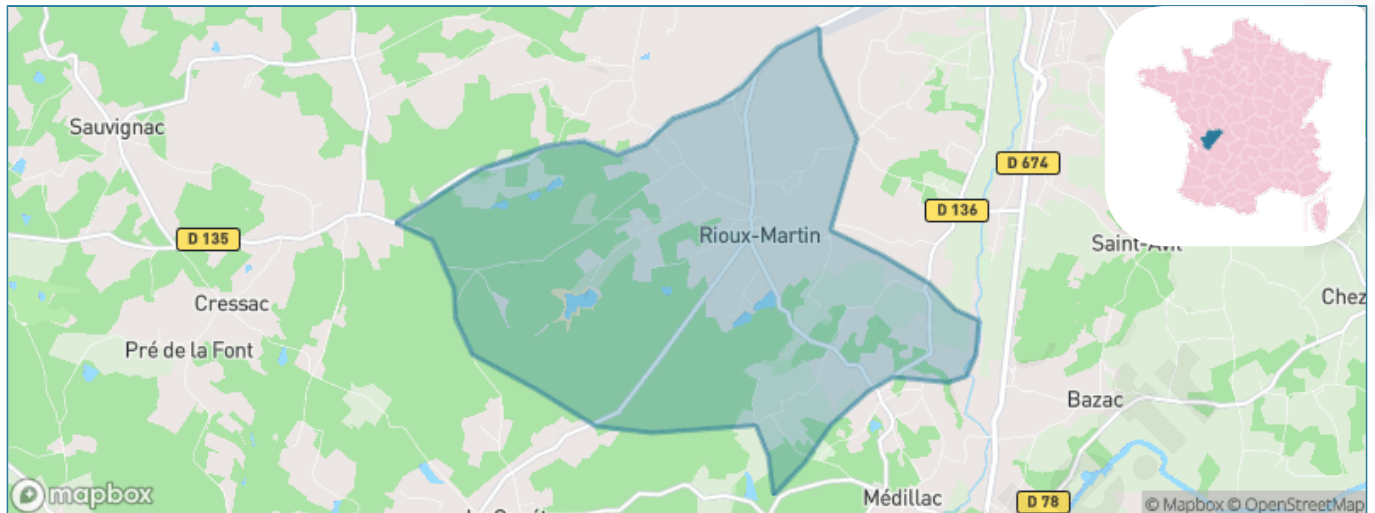 Sauvignac
D 674
D 136
Rioux-Martin
D 135
Saint-Avit
Cressac
Chez
Pré de la Font
Bazac
Médillac
D 78
mapbox
© Mapbox © OpenStreetMap